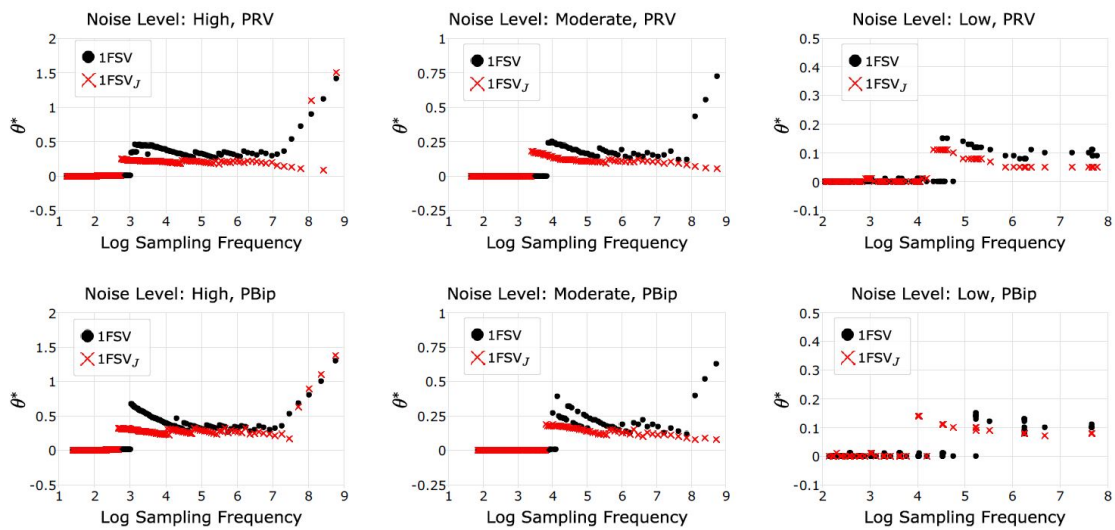 Noise Level: High, PRV
2
1.5
1
0.5
0
-0.5
θ*
1FSV
1FSV_J
1 2 3 4 5 6 7 8 9
Log Sampling Frequency
Noise Level: Moderate, PRV
1
0.75
0.5
0.25
0
-0.25
θ*
1FSV
1FSV_J
1 2 3 4 5 6 7 8 9
Log Sampling Frequency
Noise Level: Low, PRV
0.5
0.4
0.3
0.2
0.1
0
-0.1
θ*
1FSV
1FSV_J
2 3 4 5 6 7 8
Log Sampling Frequency
Noise Level: High, PBip
2
1.5
1
0.5
0
-0.5
θ*
1FSV
1FSV_J
1 2 3 4 5 6 7 8 9
Log Sampling Frequency
Noise Level: Moderate, PBip
1
0.75
0.5
0.25
0
-0.25
θ*
1FSV
1FSV_J
1 2 3 4 5 6 7 8 9
Log Sampling Frequency
Noise Level: Low, PBip
0.5
0.4
0.3
0.2
0.1
0
-0.1
θ*
1FSV
1FSV_J
2 3 4 5 6 7 8
Log Sampling Frequency